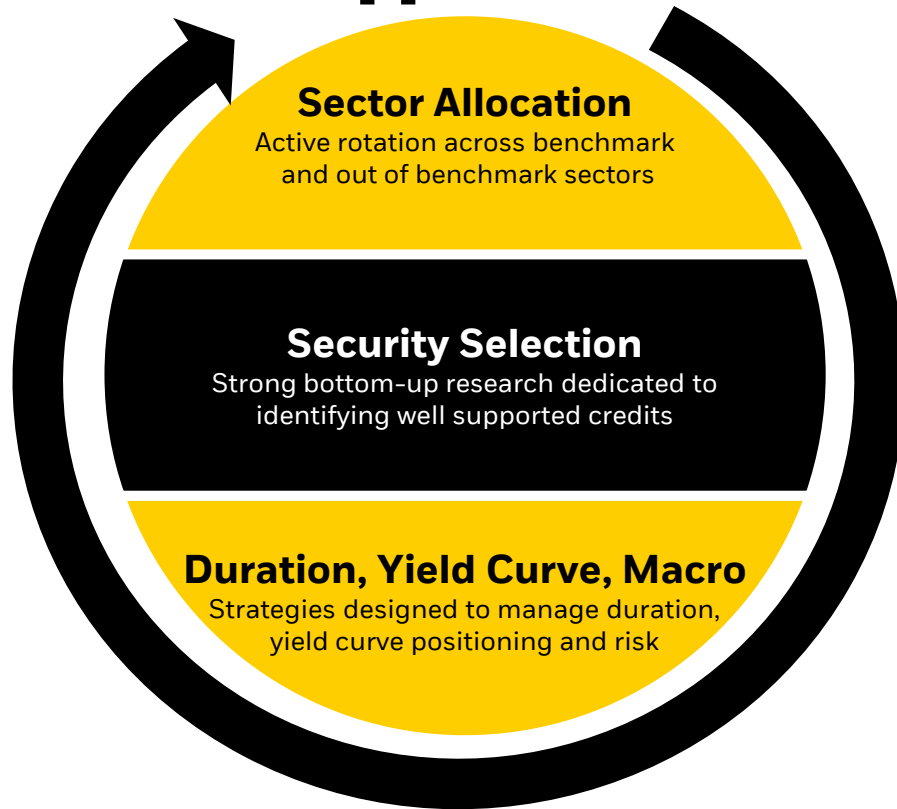 Sector Allocation
Active rotation across benchmark
and out of benchmark sectors
Security Selection
Strong bottom-up research dedicated to
identifying well supported credits
Duration, Yield Curve, Macro
Strategies designed to manage duration,
yield curve positioning and risk